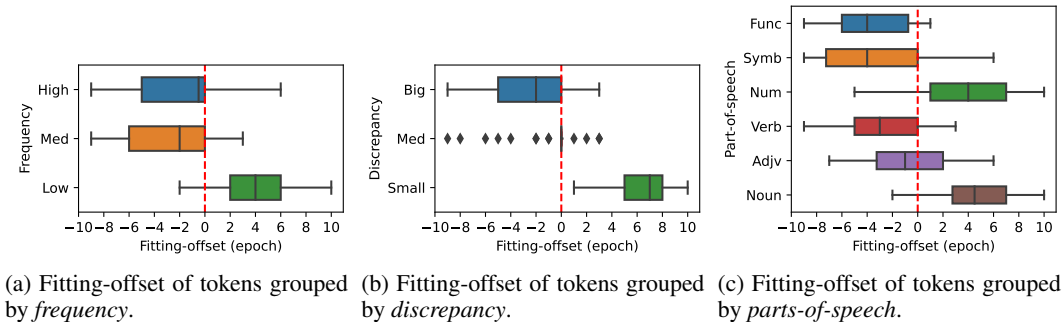 High
Med
Low
Frequency
−10 −8 −6 −4 −2 0 2 4 6 8 10
Fitting-offset (epoch)
(a) Fitting-offset of tokens grouped
by frequency.
Big
Med
Small
Discrepancy
−10 −8 −6 −4 −2 0 2 4 6 8 10
Fitting-offset (epoch)
(b) Fitting-offset of tokens grouped
by discrepancy.
Func
Symb
Num
Verb
Adjv
Noun
Part-of-speech
−10 −8 −6 −4 −2 0 2 4 6 8 10
Fitting-offset (epoch)
(c) Fitting-offset of tokens grouped
by parts-of-speech.